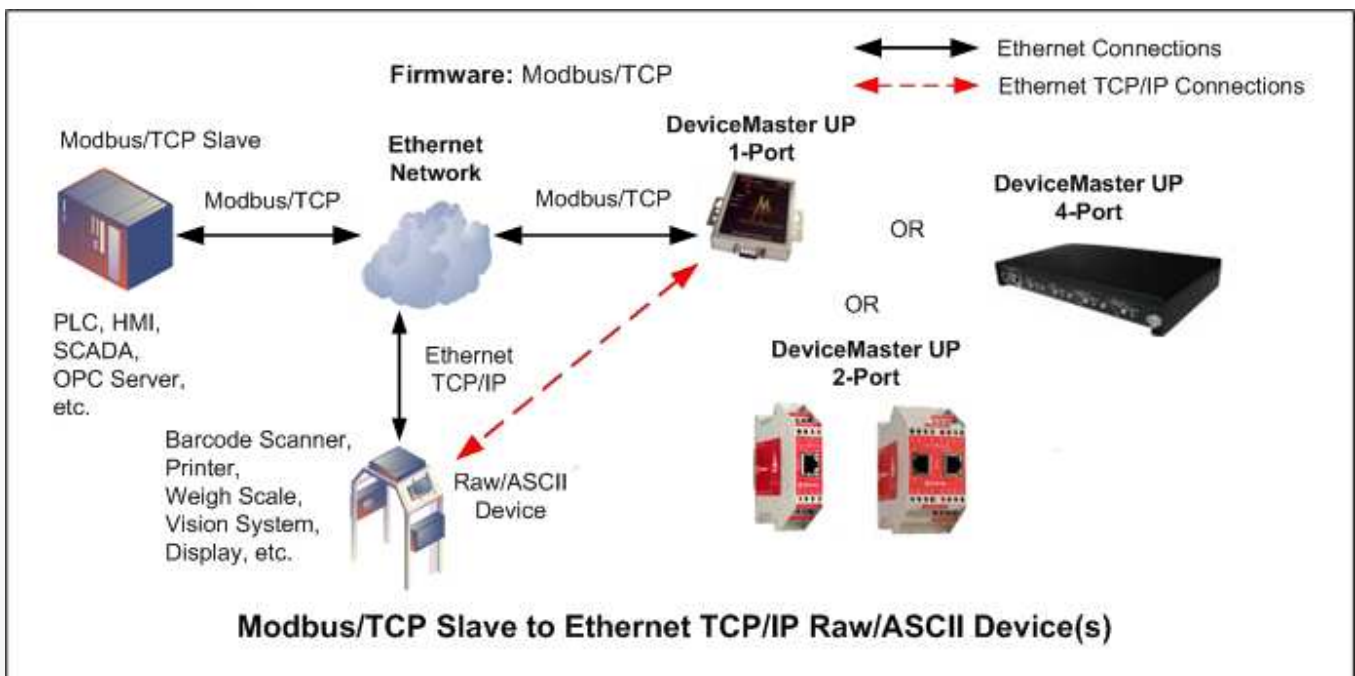 Firmware: Modbus/TCP
Ethernet Connections
Ethernet TCP/IP Connections
Modbus/TCP Slave
Ethernet
Network
DeviceMaster UP
1-Port
DeviceMaster UP
4-Port
Modbus/TCP
Modbus/TCP
OR
OR
PLC, HMI,
SCADA,
OPC Server,
etc.
Ethernet
TCP/IP
DeviceMaster UP
2-Port
Barcode Scanner,
Printer,
Weigh Scale,
Vision System,
Display, etc.
Raw/ASCII
Device
Modbus/TCP Slave to Ethernet TCP/IP Raw/ASCII Device(s)